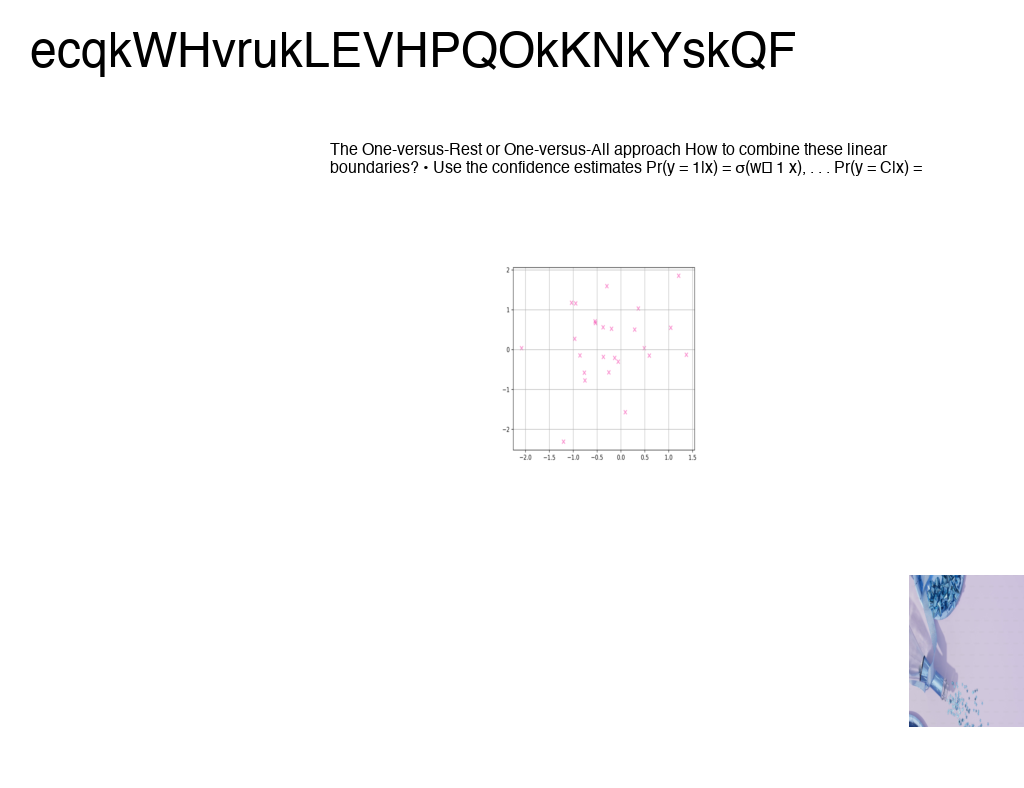 ecqkWHvrukLEVHPQOkKNkYskQF
The One-versus-Rest or One-versus-All approach How to combine these linear
boundaries? • Use the confidence estimates Pr(y = 1|x) = σ(w▯ 1 x), . . . Pr(y = C|x) =
2
1
0
−1
−2
−2.0 −1.5 −1.0 −0.5 0.0 0.5 1.0 1.5